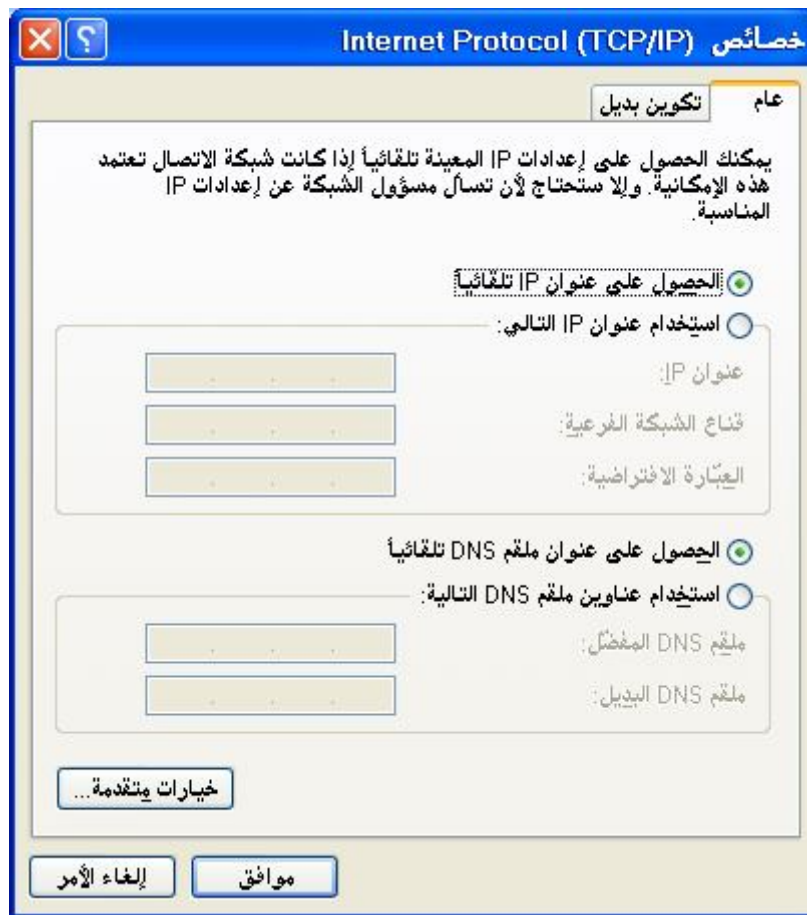 خصائص Internet Protocol (TCP/IP)
عام
تكوين بديل
يمكنك الحصول على إعدادات IP المعينة تلقائياً إذا كانت شبكة الاتصال تعتمد
هذه الإمكانية. وإلا ستحتاج لأن تسأل مسؤول الشبكة عن إعدادات IP
المناسبة.
الحصول على عنوان IP تلقائياً
استخدام عنوان IP التالي:
عنوان IP:
قناع الشبكة الفرعية:
العبّارة الافتراضية:
الحصول على عنوان ملقم DNS تلقائياً
استخدام عناوين ملقم DNS التالية:
ملقم DNS المفضّل:
ملقم DNS البديل:
خيارات متقدمة...
موافق
إلغاء الأمر